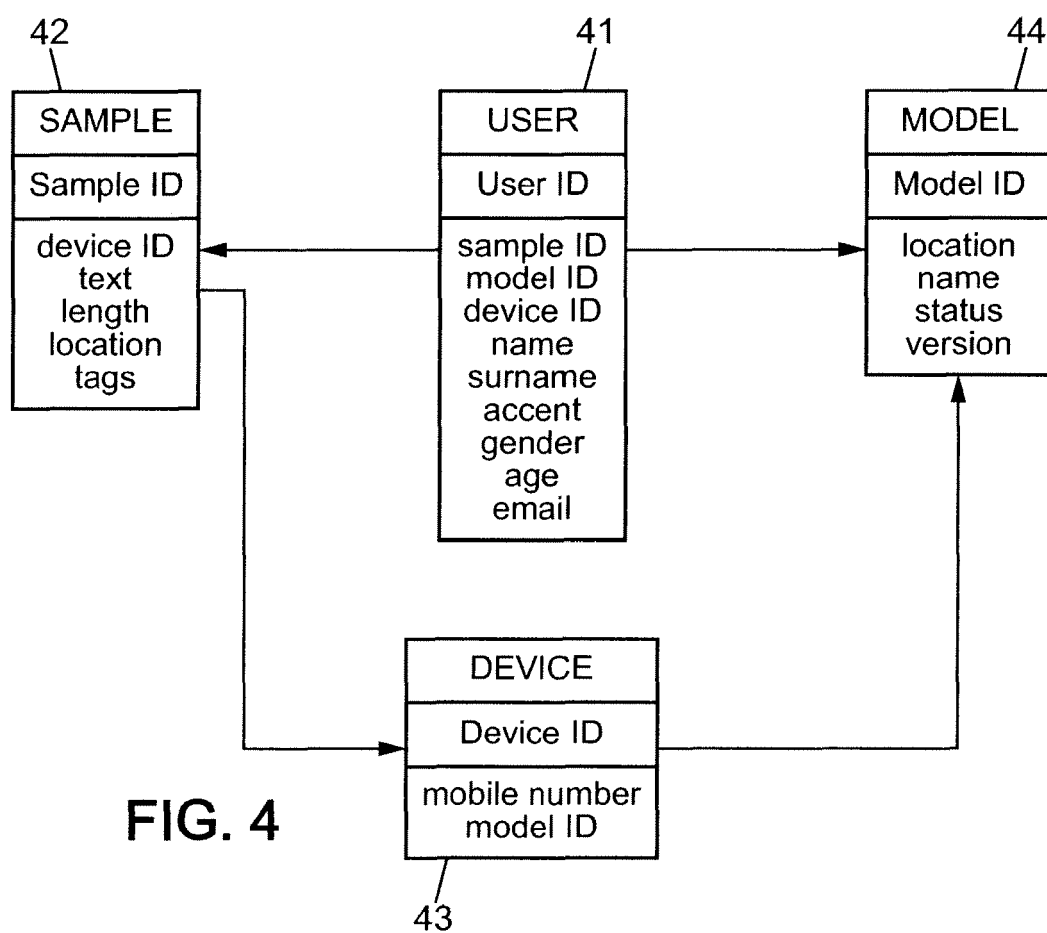 42
SAMPLE
Sample ID
device ID
text
length
location
tags
41
USER
User ID
sample ID
model ID
device ID
name
surname
accent
gender
age
email
44
MODEL
Model ID
location
name
status
version
DEVICE
Device ID
mobile number
model ID
43
FIG. 4